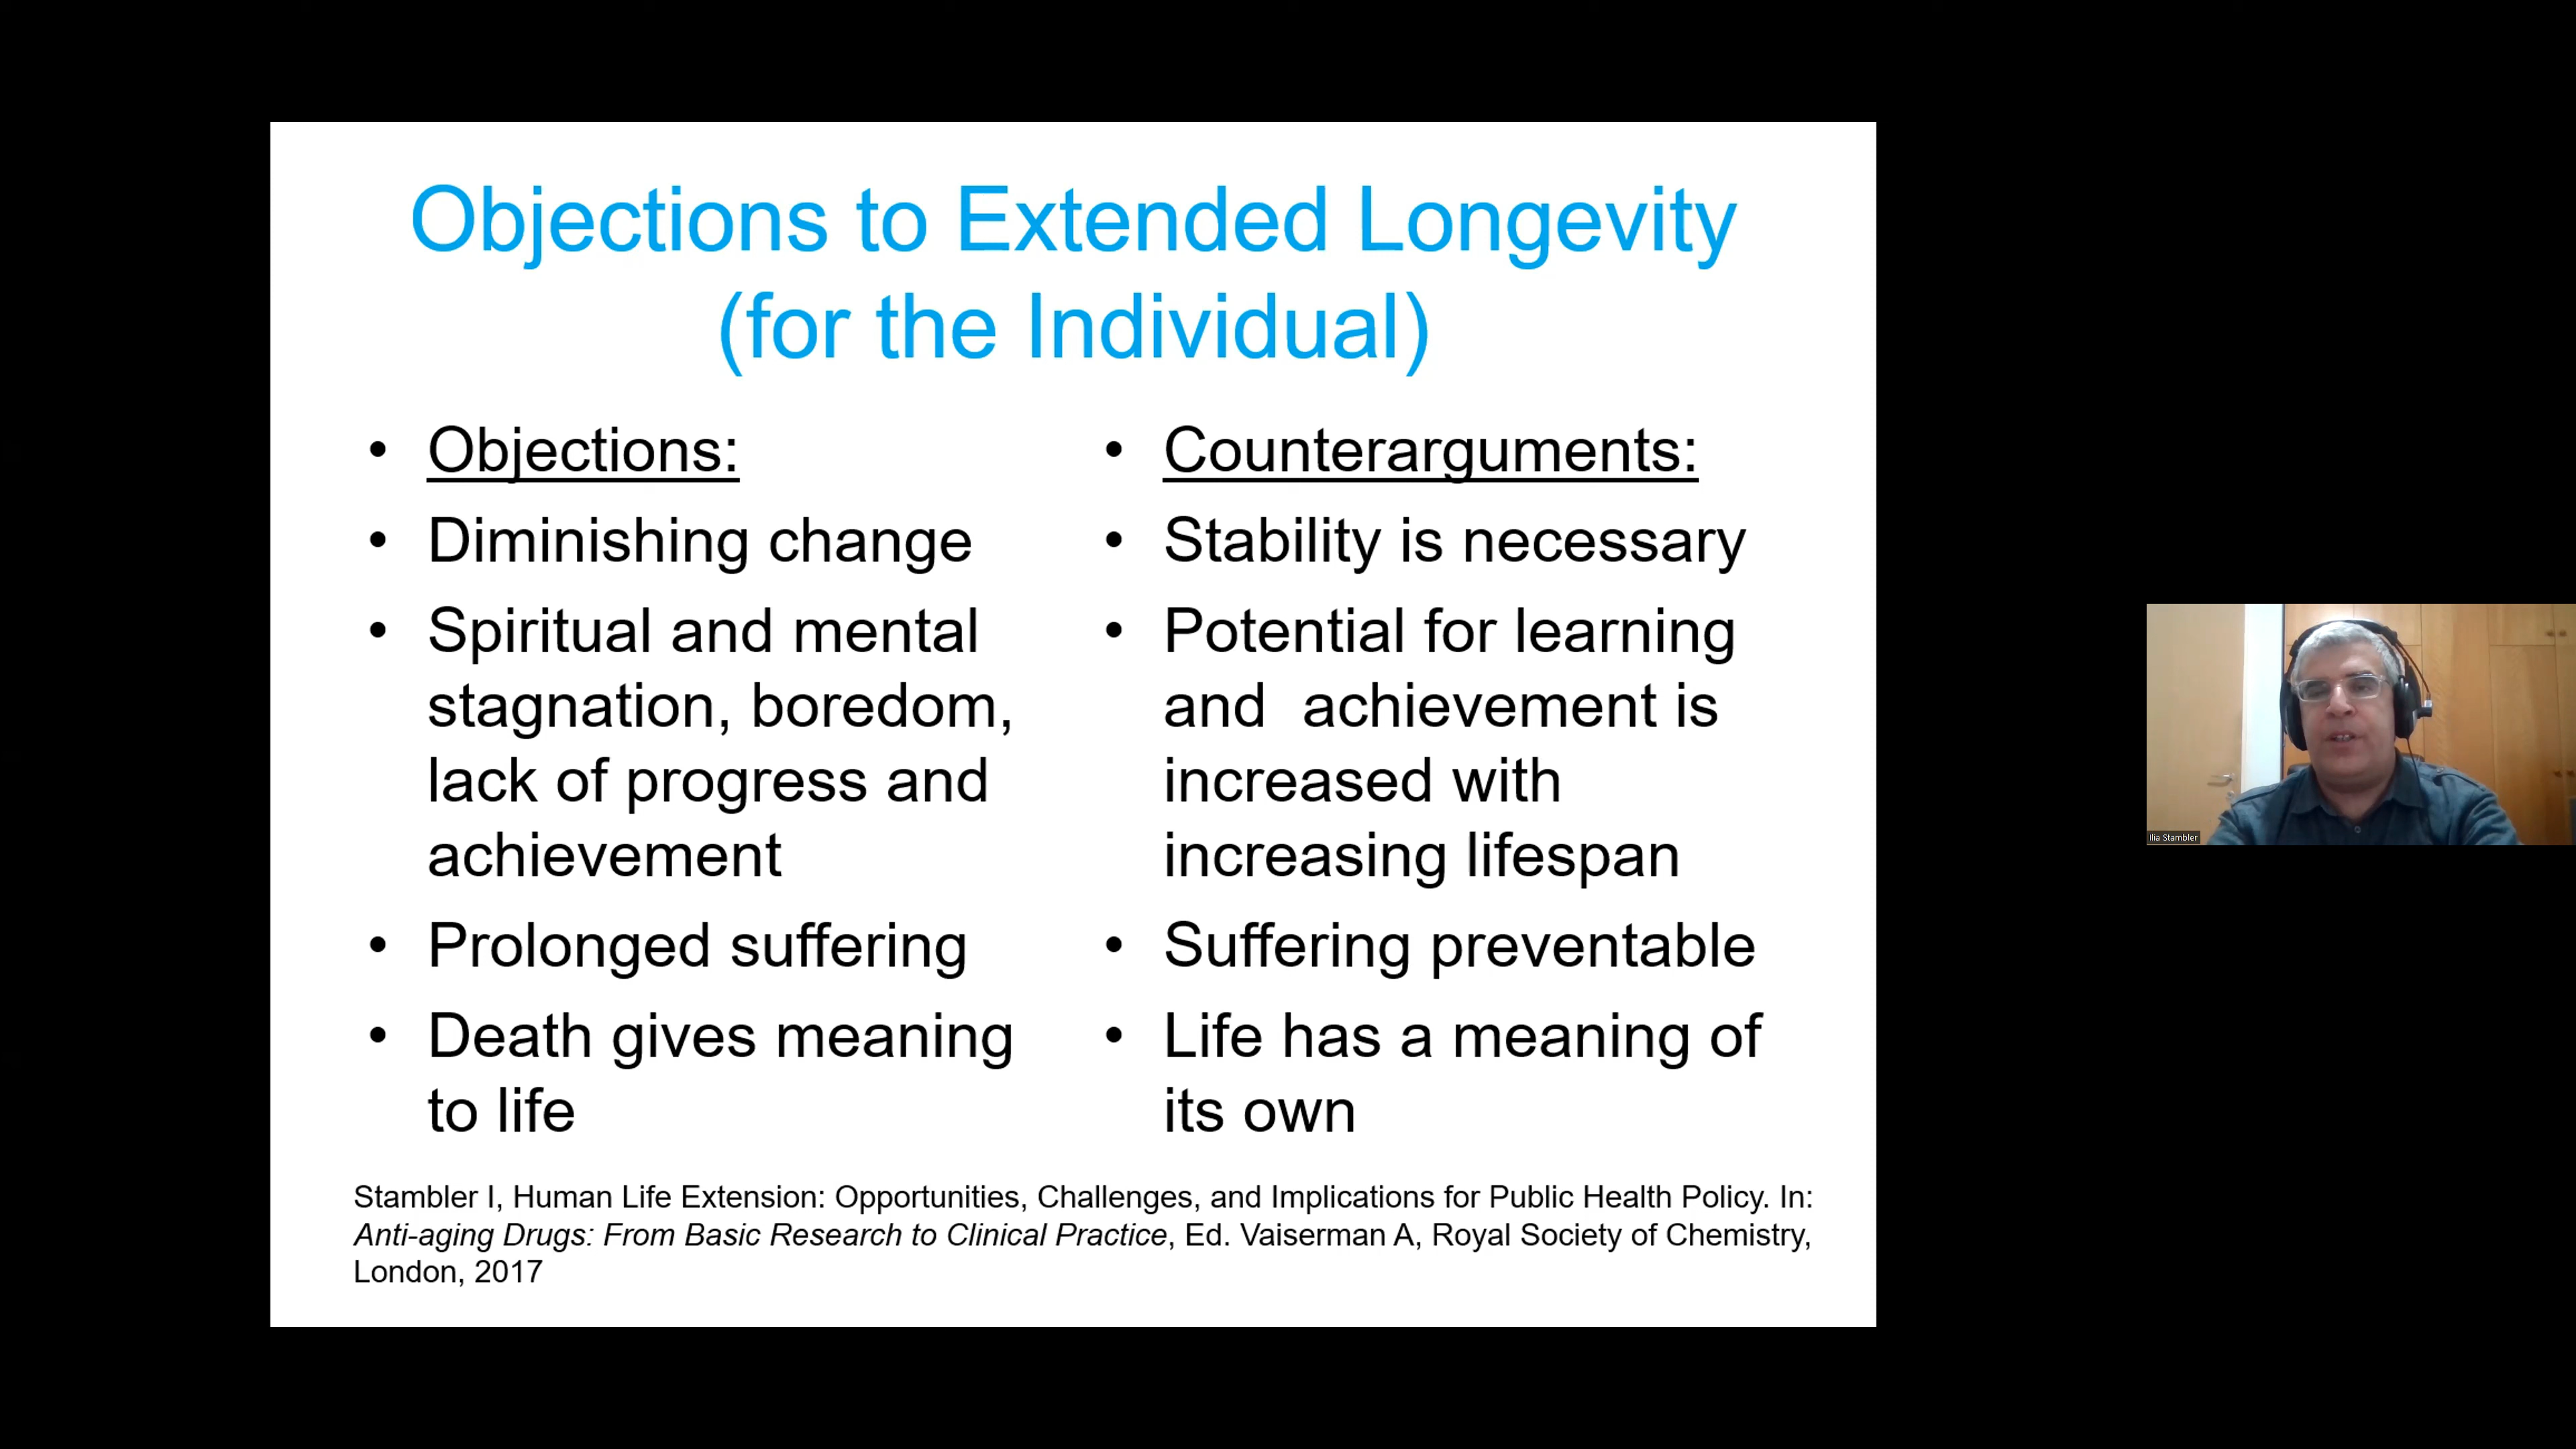 Objections to Extended Longevity
(for the Individual)
• Objections:
• Diminishing change
• Spiritual and mental
stagnation, boredom,
lack of progress and
achievement
• Prolonged suffering
• Death gives meaning
to life
• Counterarguments:
• Stability is necessary
• Potential for learning
and  achievement is
increased with
increasing lifespan
• Suffering preventable
• Life has a meaning of
its own
Stambler I, Human Life Extension: Opportunities, Challenges, and Implications for Public Health Policy. In:
Anti-aging Drugs: From Basic Research to Clinical Practice, Ed. Vaiserman A, Royal Society of Chemistry,
London, 2017
Ilia Stambler